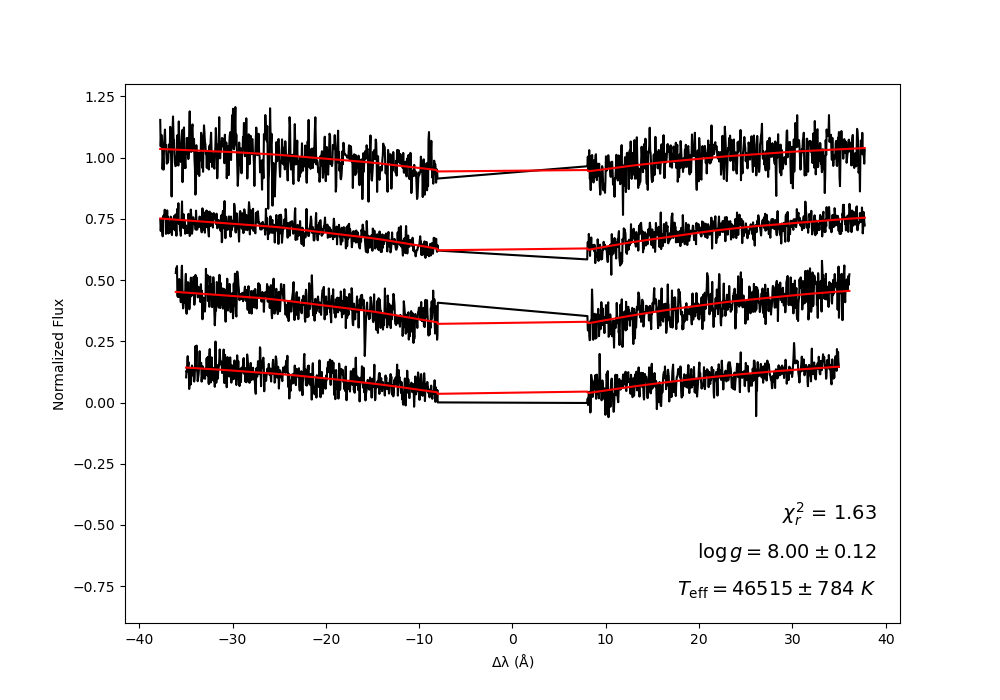 1.25
1.00
0.75
0.50
0.25
0.00
−0.25
−0.50
−0.75
Normalized Flux
χ²ᵣ = 1.63
log g = 8.00 ± 0.12
T_eff = 46515 ± 784 K
−40 −30 −20 −10 0 10 20 30 40
Δλ (Å)